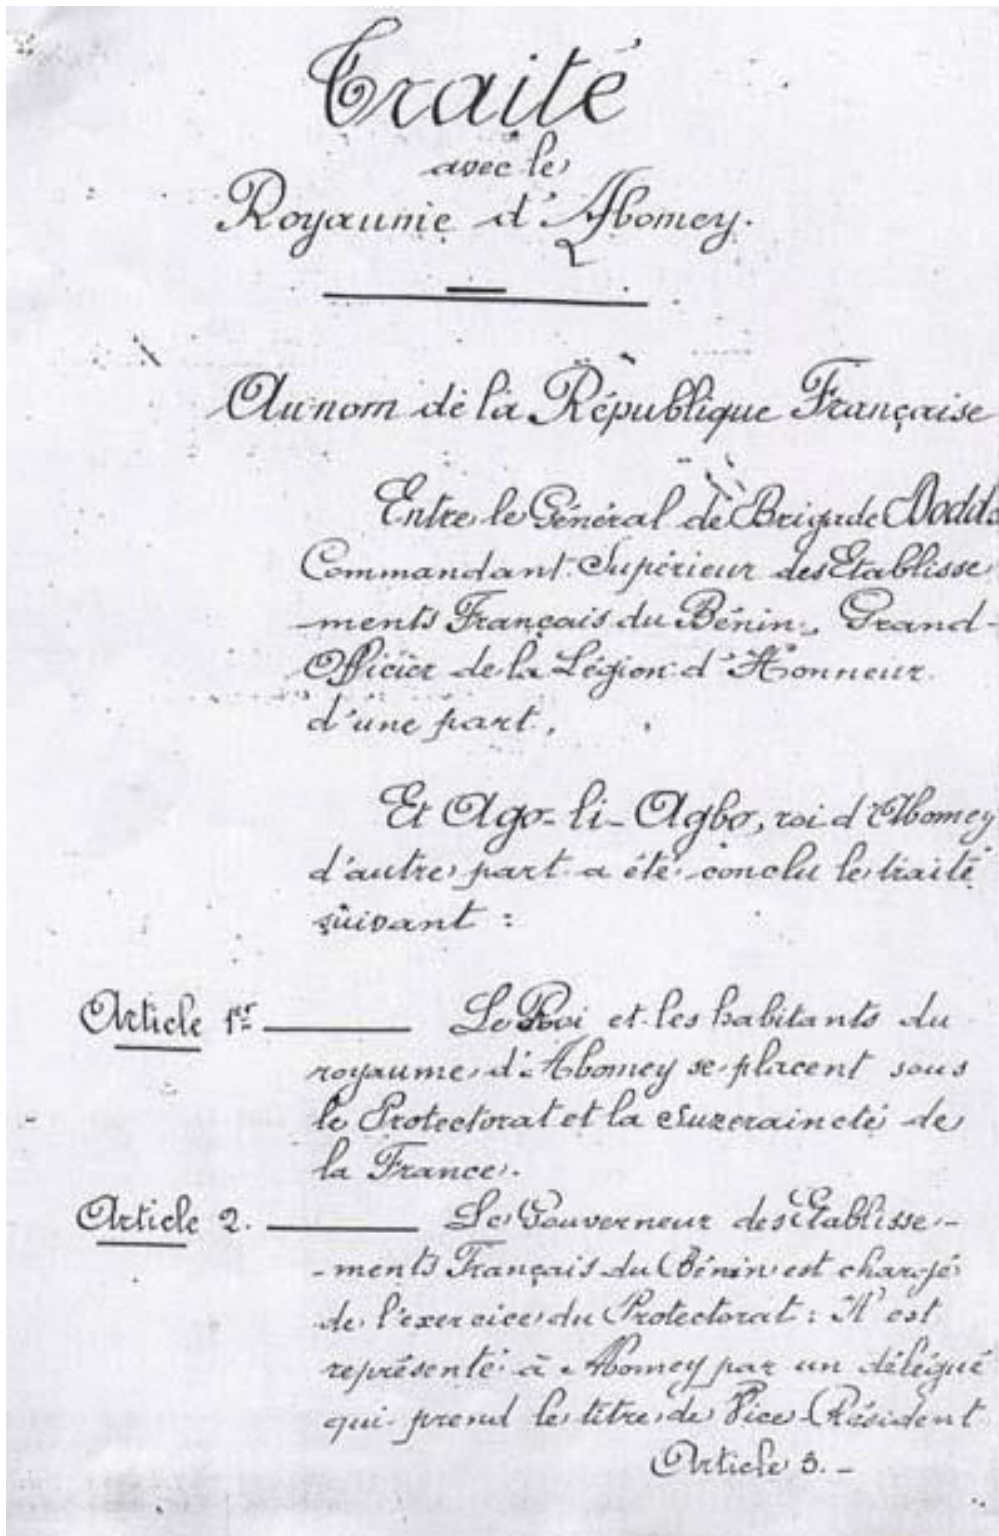 Traité
avec le
Royaume d'Abomey.
Au nom de la République Française
Entre le Général de Brigade Dodds
Commandant Supérieur des Etablisse
-ments Français du Bénin, Grand-
Officier de la Légion d'Honneur
d'une part,
Et Ago-li-Agbo, roi d'Abomey
d'autre part a été conclu le traité
suivant :
Article 1er Le Roi et les habitants du
royaume d'Abomey se placent sous
le Protectorat et la Suzeraineté de
la France.
Article 2. Le Gouverneur des Etablisse-
-ments Français du Bénin est chargé
de l'exercice du Protectorat : Il est
représenté à Abomey par un délégué
qui prend le titre de Vice-Résident
Article 3.-